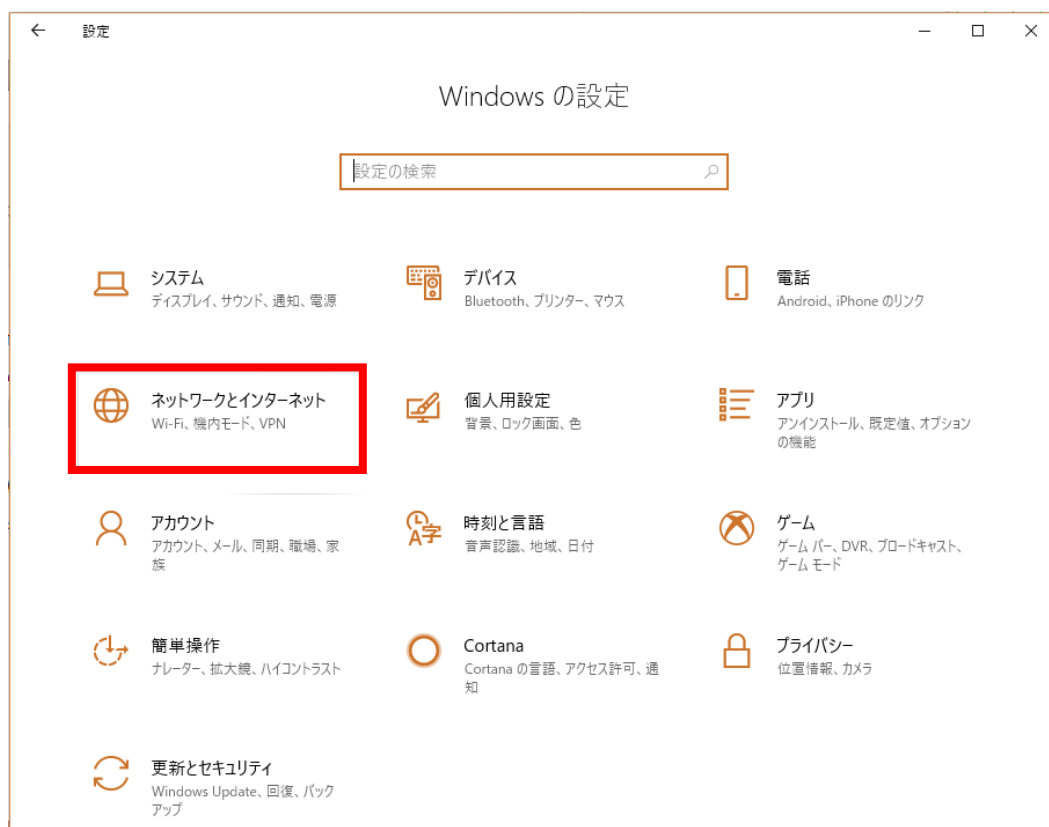 設定
Windows の設定
設定の検索
システム
ディスプレイ、サウンド、通知、電源
デバイス
Bluetooth、プリンター、マウス
電話
Android、iPhone のリンク
ネットワークとインターネット
Wi-Fi、機内モード、VPN
個人用設定
背景、ロック画面、色
アプリ
アンインストール、既定値、オプション
の機能
アカウント
アカウント、メール、同期、職場、家
族
時刻と言語
音声認識、地域、日付
ゲーム
ゲーム バー、DVR、ブロードキャスト、
ゲーム モード
簡単操作
ナレーター、拡大鏡、ハイコントラスト
Cortana
Cortana の言語、アクセス許可、通
知
プライバシー
位置情報、カメラ
更新とセキュリティ
Windows Update、回復、バック
アップ